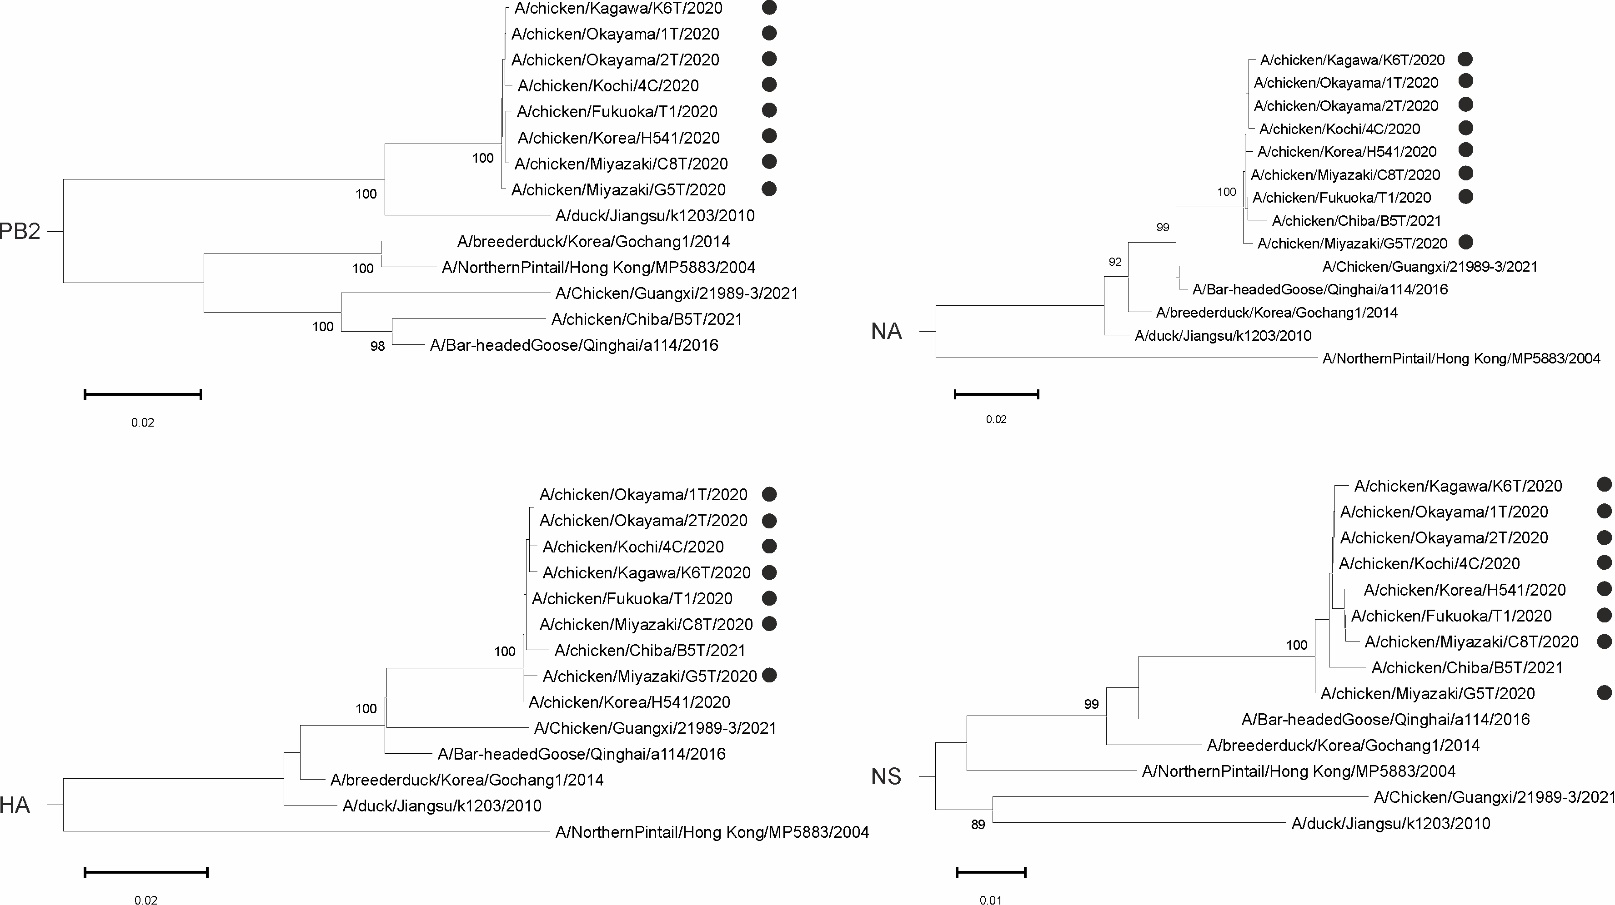 A/chicken/Kagawa/K6T/2020
A/chicken/Okayama/1T/2020
A/chicken/Okayama/2T/2020
A/chicken/Kochi/4C/2020
A/chicken/Fukuoka/T1/2020
A/chicken/Korea/H541/2020
100
A/chicken/Miyazaki/C8T/2020
100
A/chicken/Miyazaki/G5T/2020
A/duck/Jiangsu/k1203/2010
PB2
A/breederduck/Korea/Gochang1/2014
100
A/NorthernPintail/Hong Kong/MP5883/2004
A/Chicken/Guangxi/21989-3/2021
100
A/chicken/Chiba/B5T/2021
98
A/Bar-headedGoose/Qinghai/a114/2016
0.02
A/chicken/Kagawa/K6T/2020
A/chicken/Okayama/1T/2020
A/chicken/Okayama/2T/2020
A/chicken/Kochi/4C/2020
A/chicken/Korea/H541/2020
A/chicken/Miyazaki/C8T/2020
100
A/chicken/Fukuoka/T1/2020
A/chicken/Chiba/B5T/2021
99
A/chicken/Miyazaki/G5T/2020
92
A/Chicken/Guangxi/21989-3/2021
A/Bar-headedGoose/Qinghai/a114/2016
A/breederduck/Korea/Gochang1/2014
NA
A/duck/Jiangsu/k1203/2010
A/NorthernPintail/Hong Kong/MP5883/2004
0.02
A/chicken/Okayama/1T/2020
A/chicken/Okayama/2T/2020
A/chicken/Kochi/4C/2020
A/chicken/Kagawa/K6T/2020
A/chicken/Fukuoka/T1/2020
A/chicken/Miyazaki/C8T/2020
100
A/chicken/Chiba/B5T/2021
A/chicken/Miyazaki/G5T/2020
100
A/chicken/Korea/H541/2020
A/Chicken/Guangxi/21989-3/2021
A/Bar-headedGoose/Qinghai/a114/2016
A/breederduck/Korea/Gochang1/2014
HA
A/duck/Jiangsu/k1203/2010
A/NorthernPintail/Hong Kong/MP5883/2004
0.02
A/chicken/Kagawa/K6T/2020
A/chicken/Okayama/1T/2020
A/chicken/Okayama/2T/2020
A/chicken/Kochi/4C/2020
A/chicken/Korea/H541/2020
A/chicken/Fukuoka/T1/2020
100
A/chicken/Miyazaki/C8T/2020
A/chicken/Chiba/B5T/2021
99
A/chicken/Miyazaki/G5T/2020
A/Bar-headedGoose/Qinghai/a114/2016
A/breederduck/Korea/Gochang1/2014
NS
A/NorthernPintail/Hong Kong/MP5883/2004
A/Chicken/Guangxi/21989-3/2021
89
A/duck/Jiangsu/k1203/2010
0.01